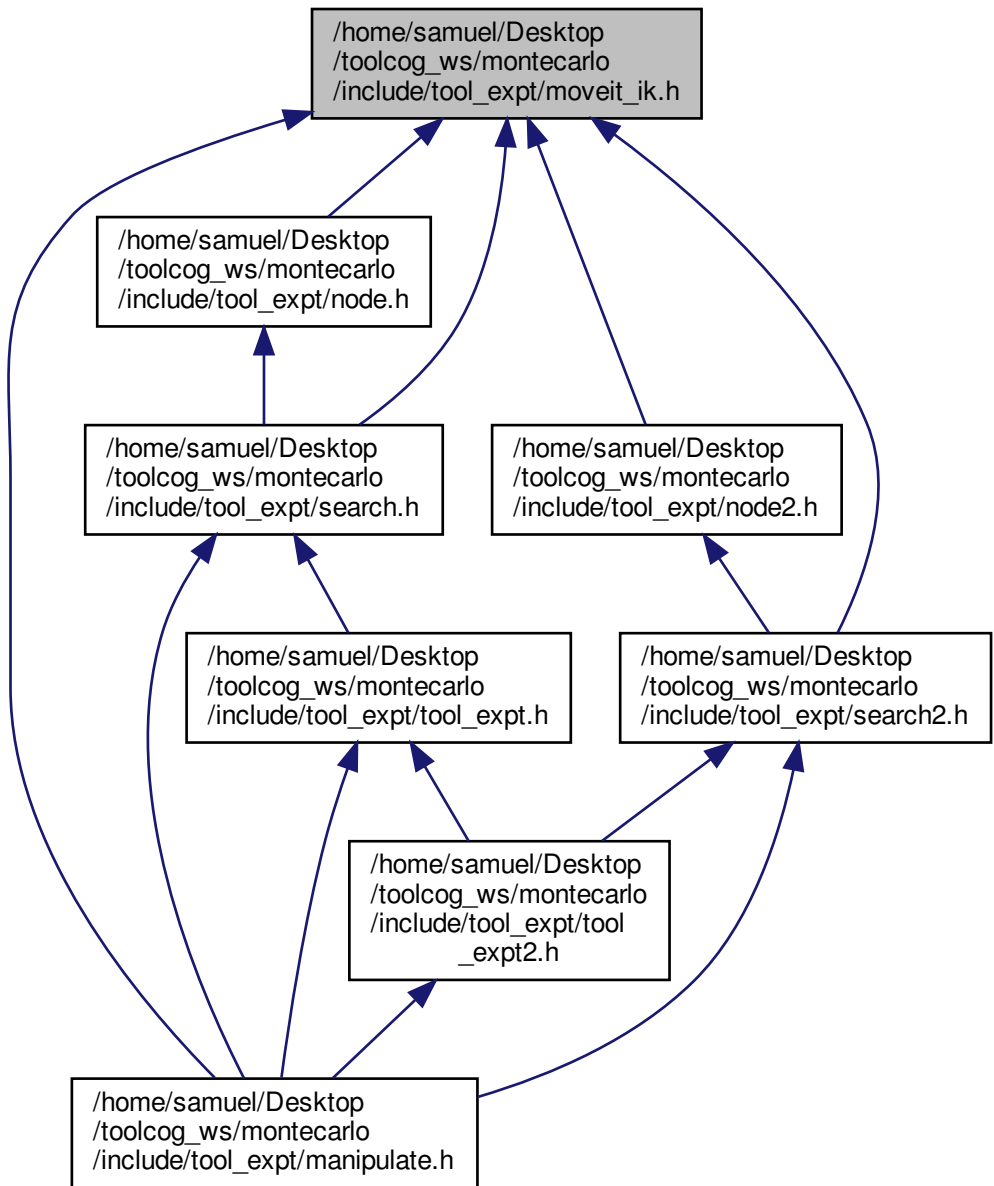 /home/samuel/Desktop
/toolcog_ws/montecarlo
/include/tool_expt/moveit_ik.h
/home/samuel/Desktop
/toolcog_ws/montecarlo
/include/tool_expt/node.h
/home/samuel/Desktop
/toolcog_ws/montecarlo
/include/tool_expt/search.h
/home/samuel/Desktop
/toolcog_ws/montecarlo
/include/tool_expt/node2.h
/home/samuel/Desktop
/toolcog_ws/montecarlo
/include/tool_expt/tool_expt.h
/home/samuel/Desktop
/toolcog_ws/montecarlo
/include/tool_expt/search2.h
/home/samuel/Desktop
/toolcog_ws/montecarlo
/include/tool_expt/tool
_expt2.h
/home/samuel/Desktop
/toolcog_ws/montecarlo
/include/tool_expt/manipulate.h